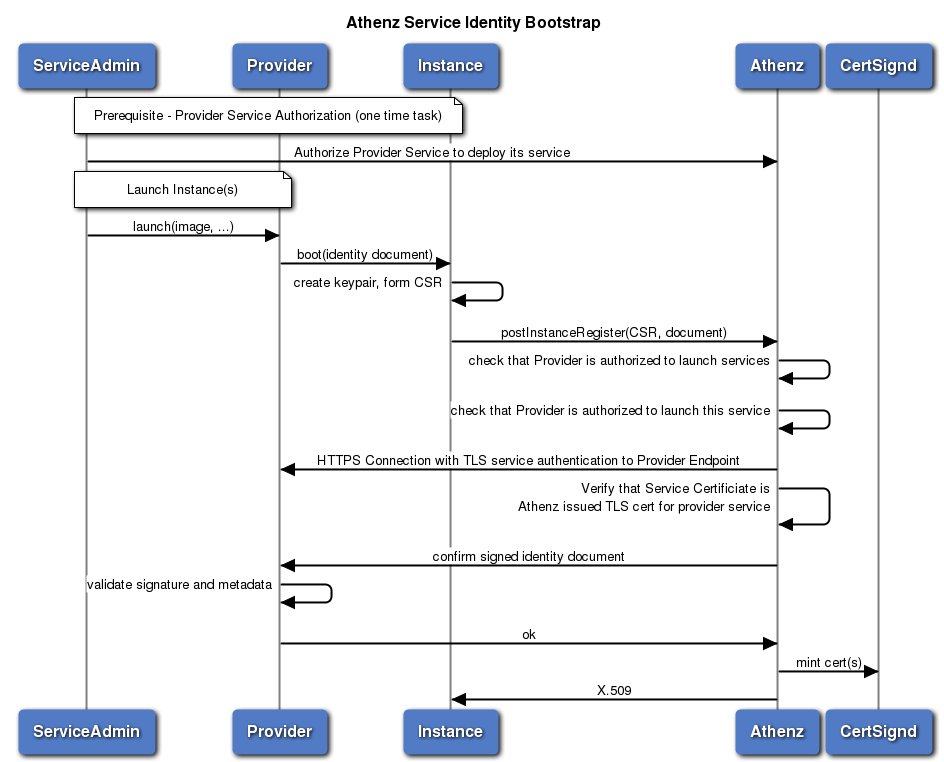 Athenz Service Identity Bootstrap
ServiceAdmin
Provider
Instance
Athenz
CertSignd
Prerequisite - Provider Service Authorization (one time task)
Authorize Provider Service to deploy its service
Launch Instance(s)
launch(image, ...)
boot(identity document)
create keypair, form CSR
postInstanceRegister(CSR, document)
check that Provider is authorized to launch services
check that Provider is authorized to launch this service
HTTPS Connection with TLS service authentication to Provider Endpoint
Verify that Service Certificiate is
Athenz issued TLS cert for provider service
confirm signed identity document
validate signature and metadata
ok
mint cert(s)
X.509
ServiceAdmin
Provider
Instance
Athenz
CertSignd